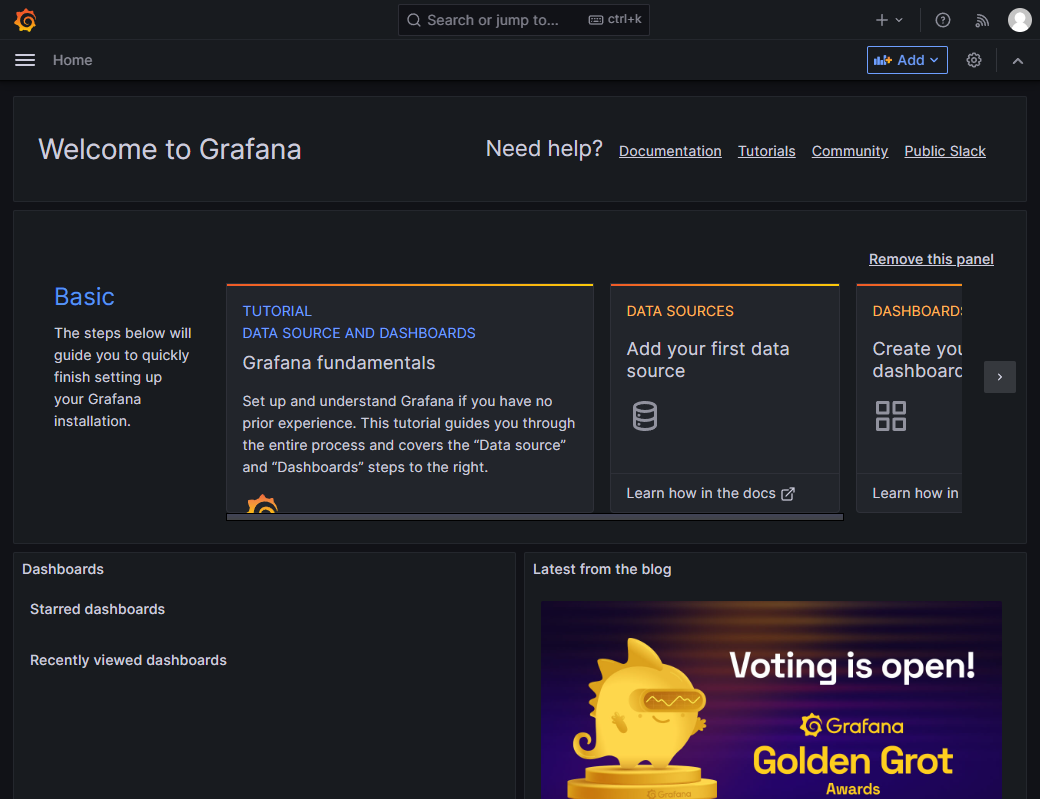 Search or jump to...
ctrl+k
Home
Add
Welcome to Grafana
Need help?
Documentation
Tutorials
Community
Public Slack
Remove this panel
Basic
The steps below will
guide you to quickly
finish setting up
your Grafana
installation.
TUTORIAL
DATA SOURCE AND DASHBOARDS
Grafana fundamentals
Set up and understand Grafana if you have no
prior experience. This tutorial guides you through
the entire process and covers the “Data source”
and “Dashboards” steps to the right.
DATA SOURCES
Add your first data
source
Learn how in the docs
DASHBOARDS
Create you
dashboard
Learn how in
Dashboards
Starred dashboards
Recently viewed dashboards
Latest from the blog
Voting is open!
Grafana
Golden Grot
Awards
Grafana